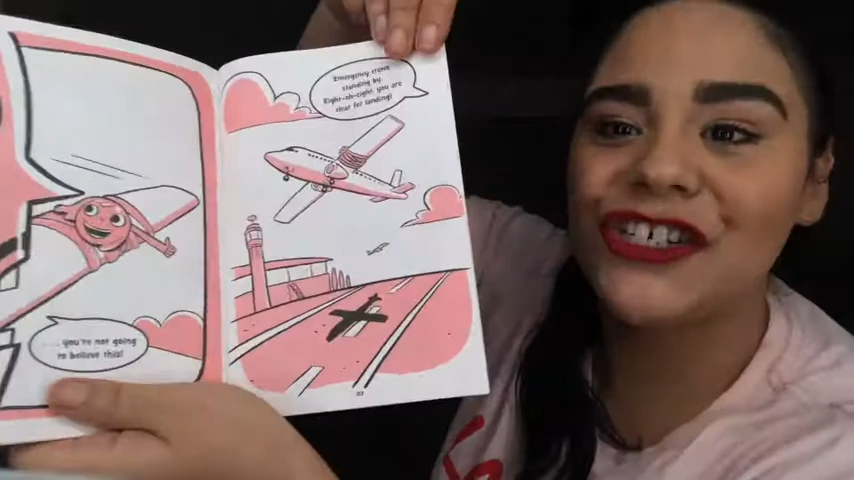 ... you're not going
to believe this!
Emergency crews
standing by.
Eight-oh-eight, you are
clear for landing!